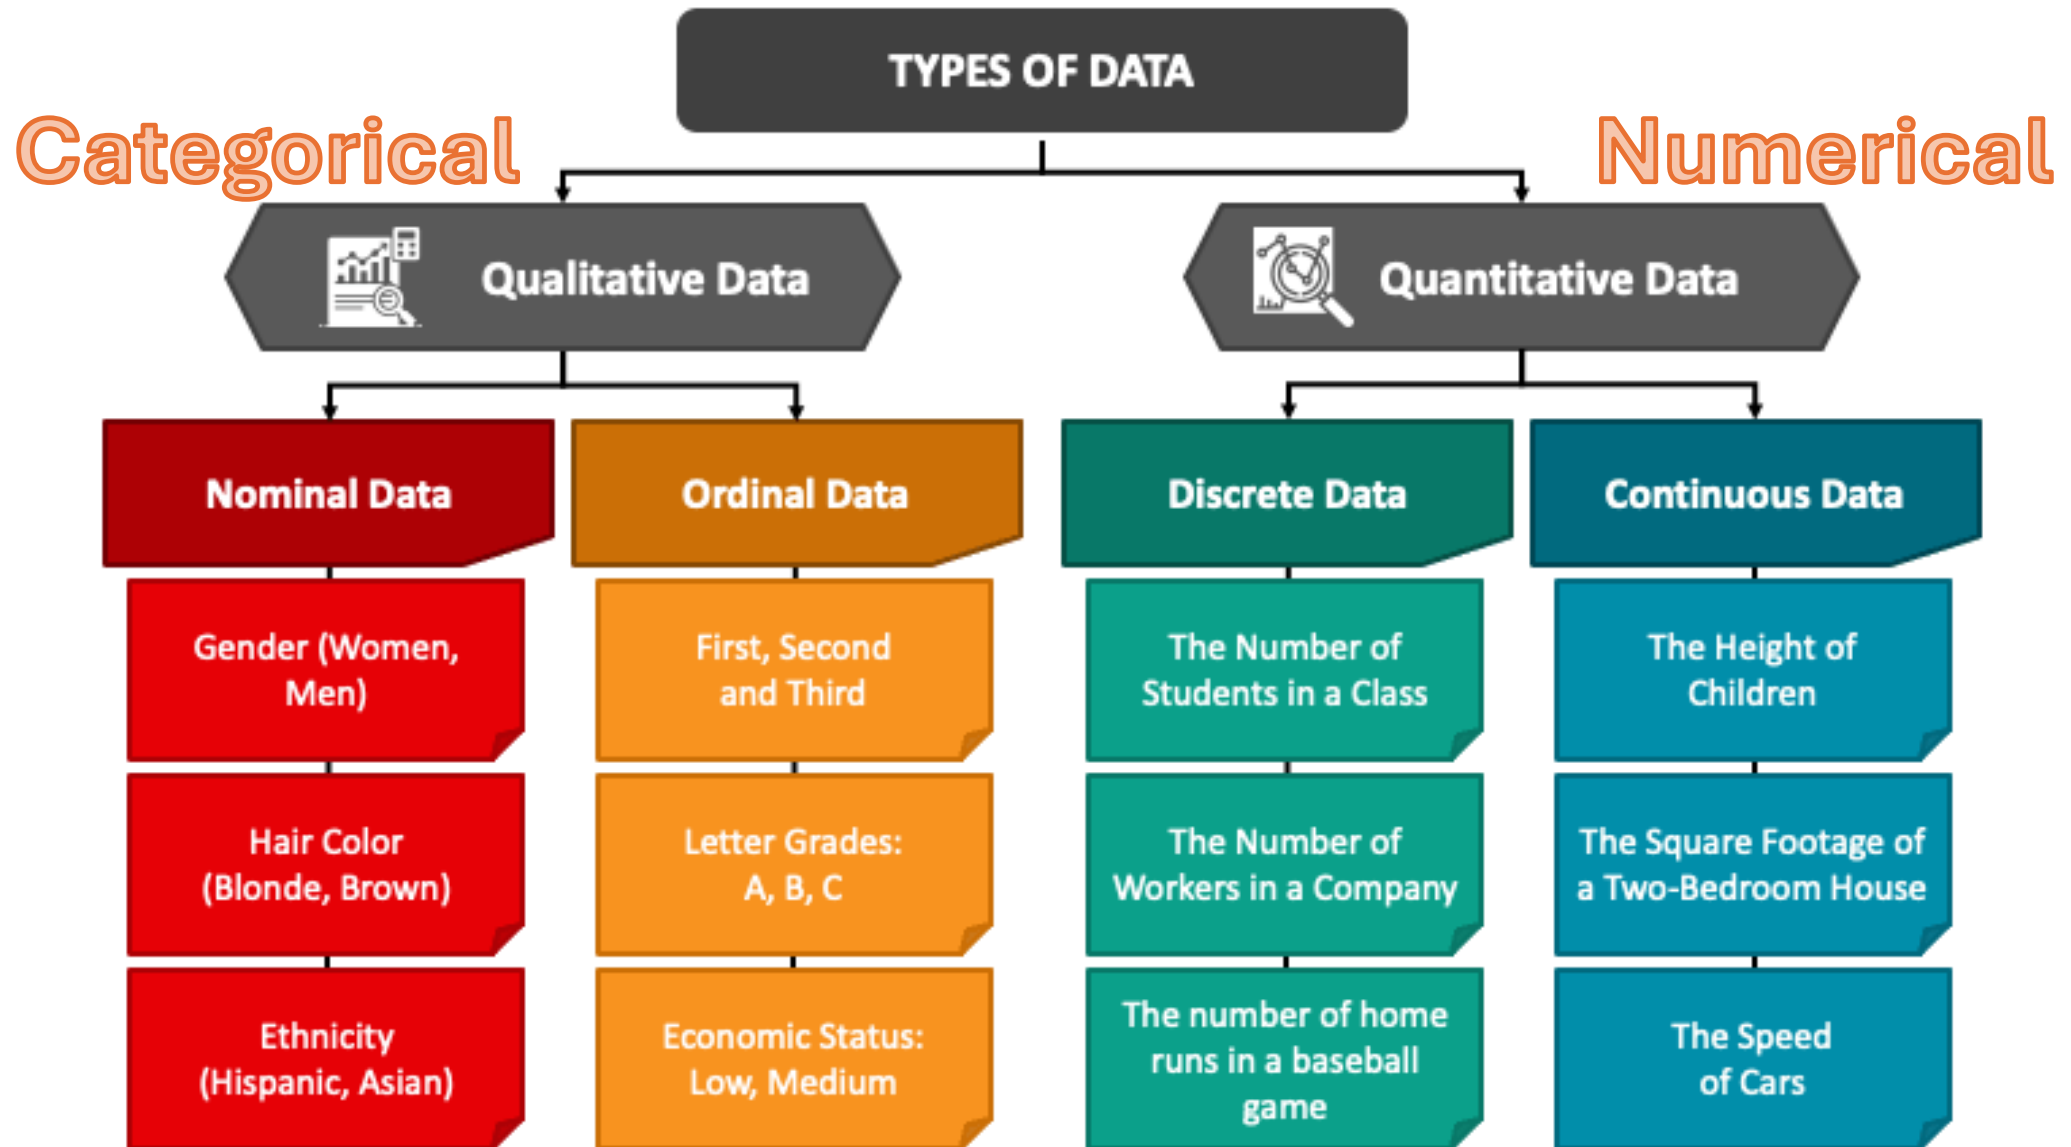 TYPES OF DATA
Categorical
Numerical
Qualitative Data
Quantitative Data
Nominal Data
Ordinal Data
Discrete Data
Continuous Data
Gender (Women,
Men)
First, Second
and Third
The Number of
Students in a Class
The Height of
Children
Hair Color
(Blonde, Brown)
Letter Grades:
A, B, C
The Number of
Workers in a Company
The Square Footage of
a Two-Bedroom House
Ethnicity
(Hispanic, Asian)
Economic Status:
Low, Medium
The number of home
runs in a baseball
game
The Speed
of Cars